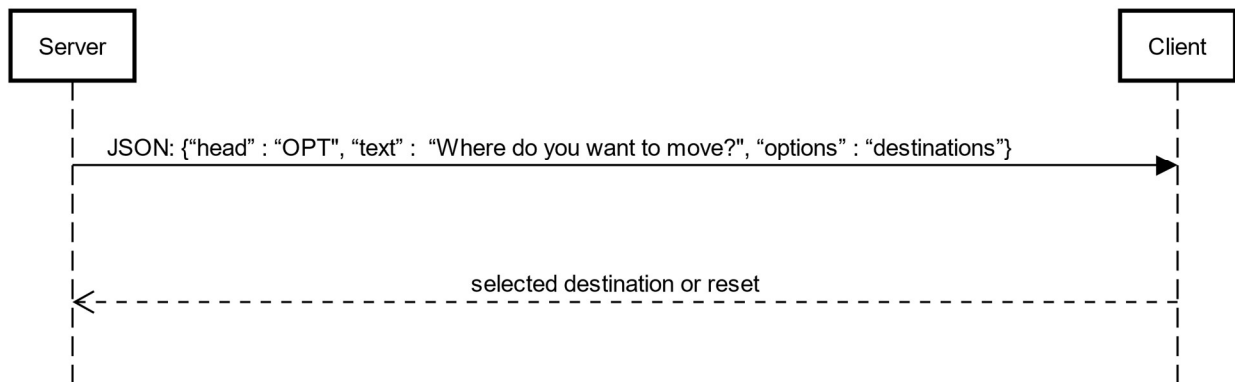 Server
Client
JSON: {“head” : “OPT", “text” :  “Where do you want to move?", “options” : “destinations”}
selected destination or reset